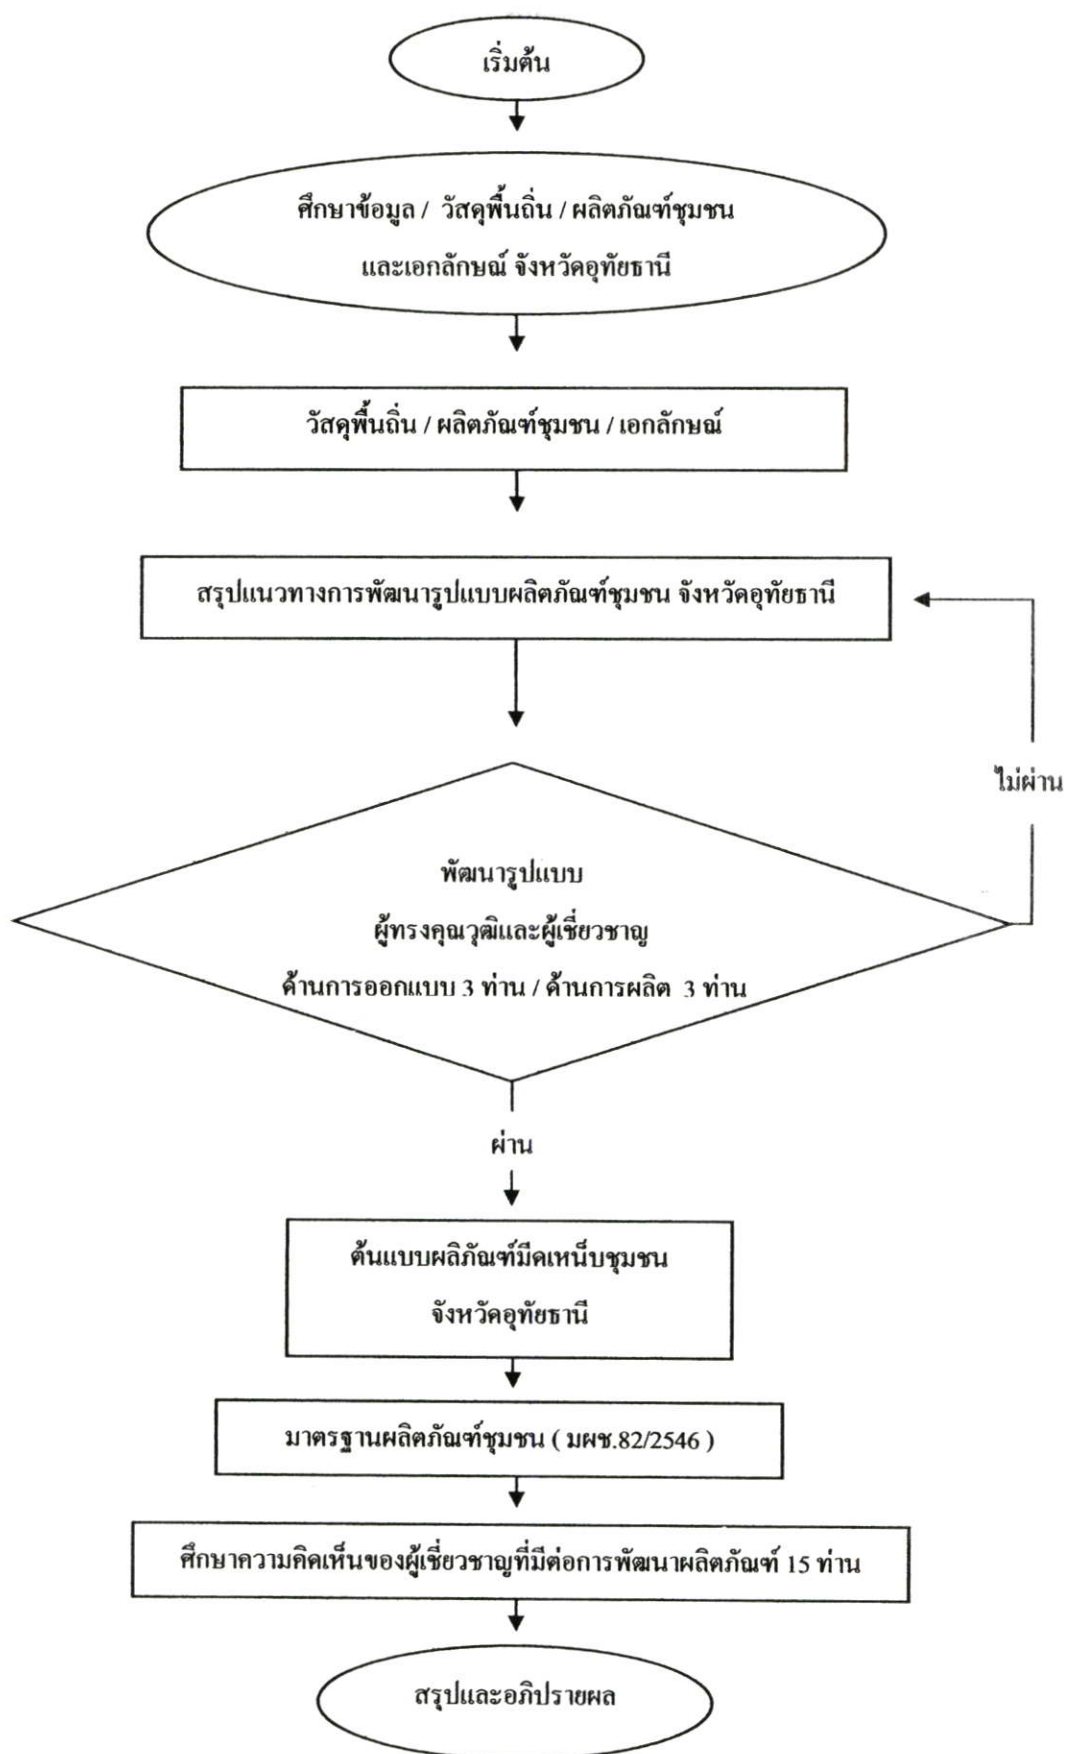 เริ่มต้น
ศึกษาข้อมูล / วัสดุพื้นถิ่น / ผลิตภัณฑ์ชุมชน
และเอกลักษณ์ จังหวัดอุทัยธานี
วัสดุพื้นถิ่น / ผลิตภัณฑ์ชุมชน / เอกลักษณ์
สรุปแนวทางการพัฒนารูปแบบผลิตภัณฑ์ชุมชน จังหวัดอุทัยธานี
ไม่ผ่าน
พัฒนารูปแบบ
ผู้ทรงคุณวุฒิและผู้เชี่ยวชาญ
ด้านการออกแบบ 3 ท่าน / ด้านการผลิต 3 ท่าน
ผ่าน
ต้นแบบผลิภัณฑ์มีดเหน็บชุมชน
จังหวัดอุทัยธานี
มาตรฐานผลิตภัณฑ์ชุมชน ( มผช.82/2546 )
ศึกษาความคิดเห็นของผู้เชี่ยวชาญที่มีต่อการพัฒนาผลิตภัณฑ์ 15 ท่าน
สรุปและอภิปรายผล